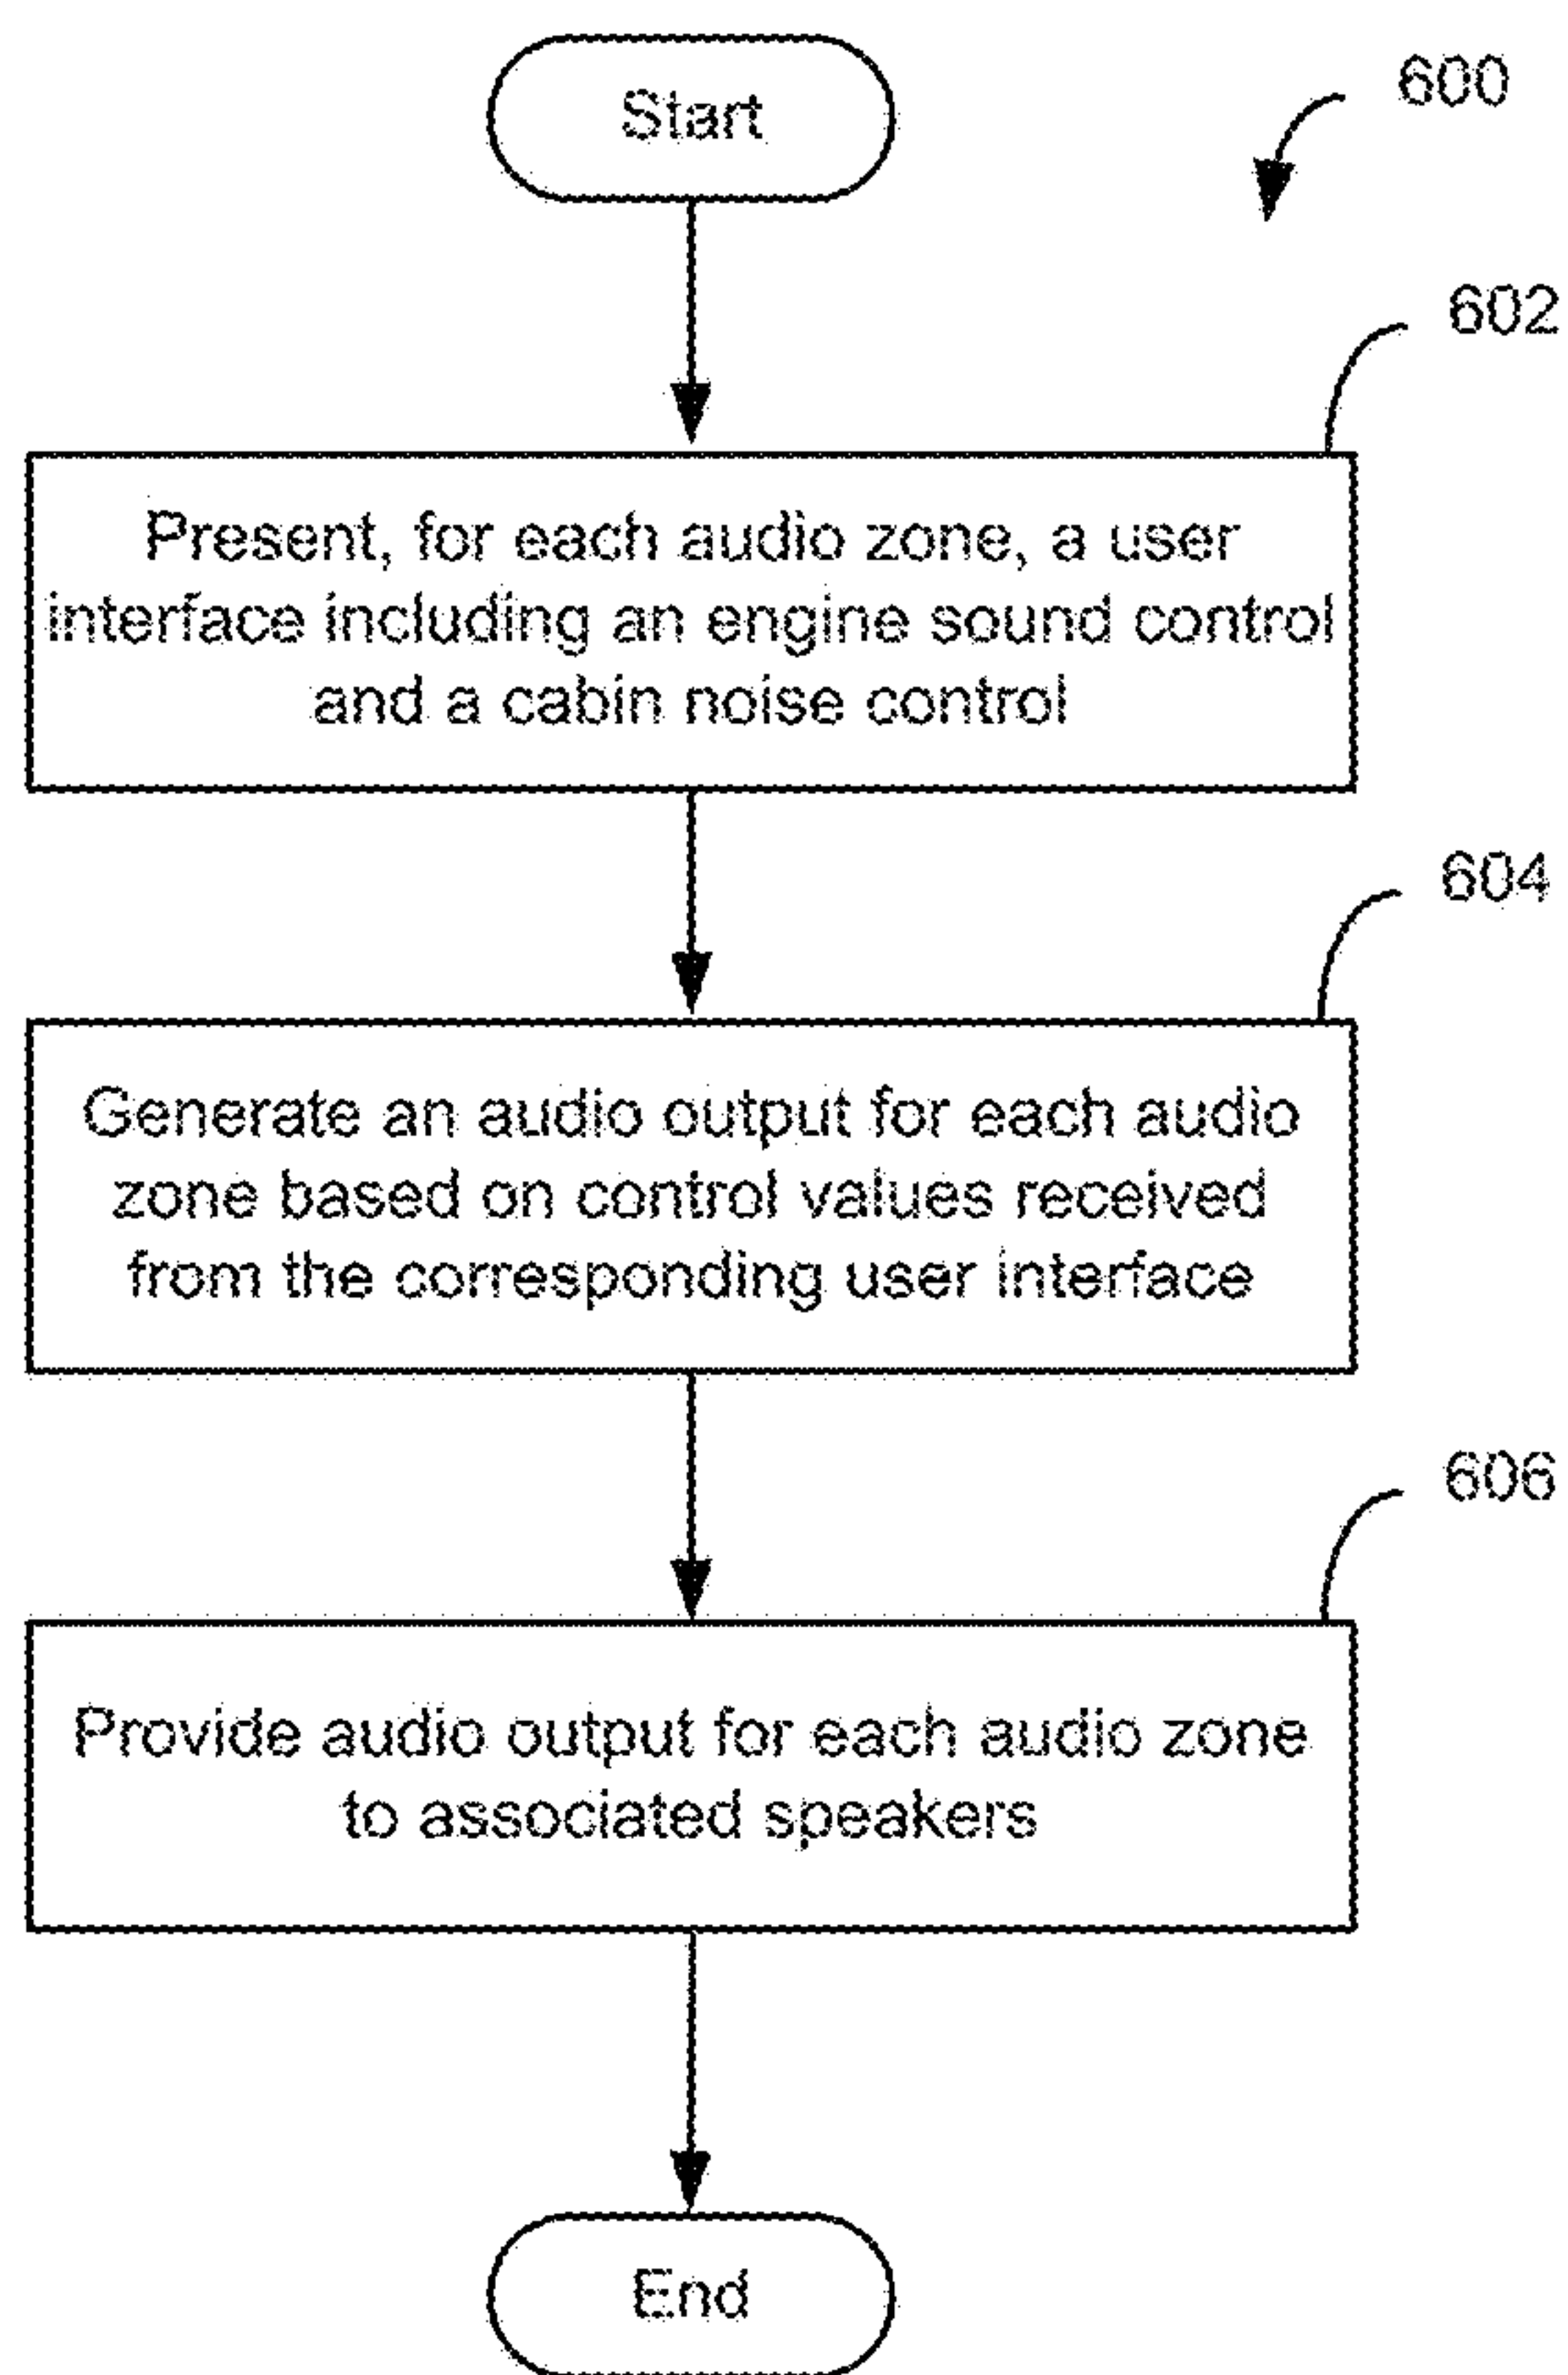 Start
600
602
Present, for each audio zone, a user
interface including an engine sound control
and a cabin noise control
604
Generate an audio output for each audio
zone based on control values received
from the corresponding user interface
606
Provide audio output for each audio zone
to associated speakers
End